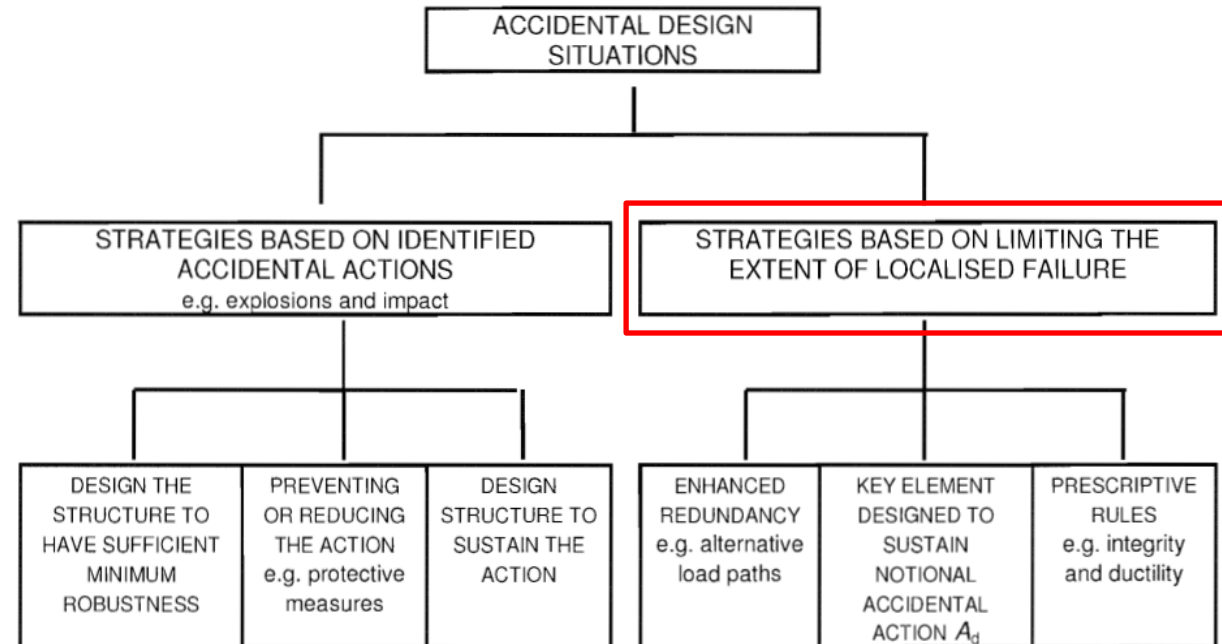 ACCIDENTAL DESIGN
SITUATIONS
STRATEGIES BASED ON IDENTIFIED
ACCIDENTAL ACTIONS
e.g. explosions and impact
STRATEGIES BASED ON LIMITING THE
EXTENT OF LOCALISED FAILURE
DESIGN THE
STRUCTURE TO
HAVE SUFFICIENT
MINIMUM
ROBUSTNESS
PREVENTING
OR REDUCING
THE ACTION
e.g. protective
measures
DESIGN
STRUCTURE TO
SUSTAIN THE
ACTION
ENHANCED
REDUNDANCY
e.g. alternative
load paths
KEY ELEMENT
DESIGNED TO
SUSTAIN
NOTIONAL
ACCIDENTAL
ACTION Ad
PRESCRIPTIVE
RULES
e.g. integrity
and ductility